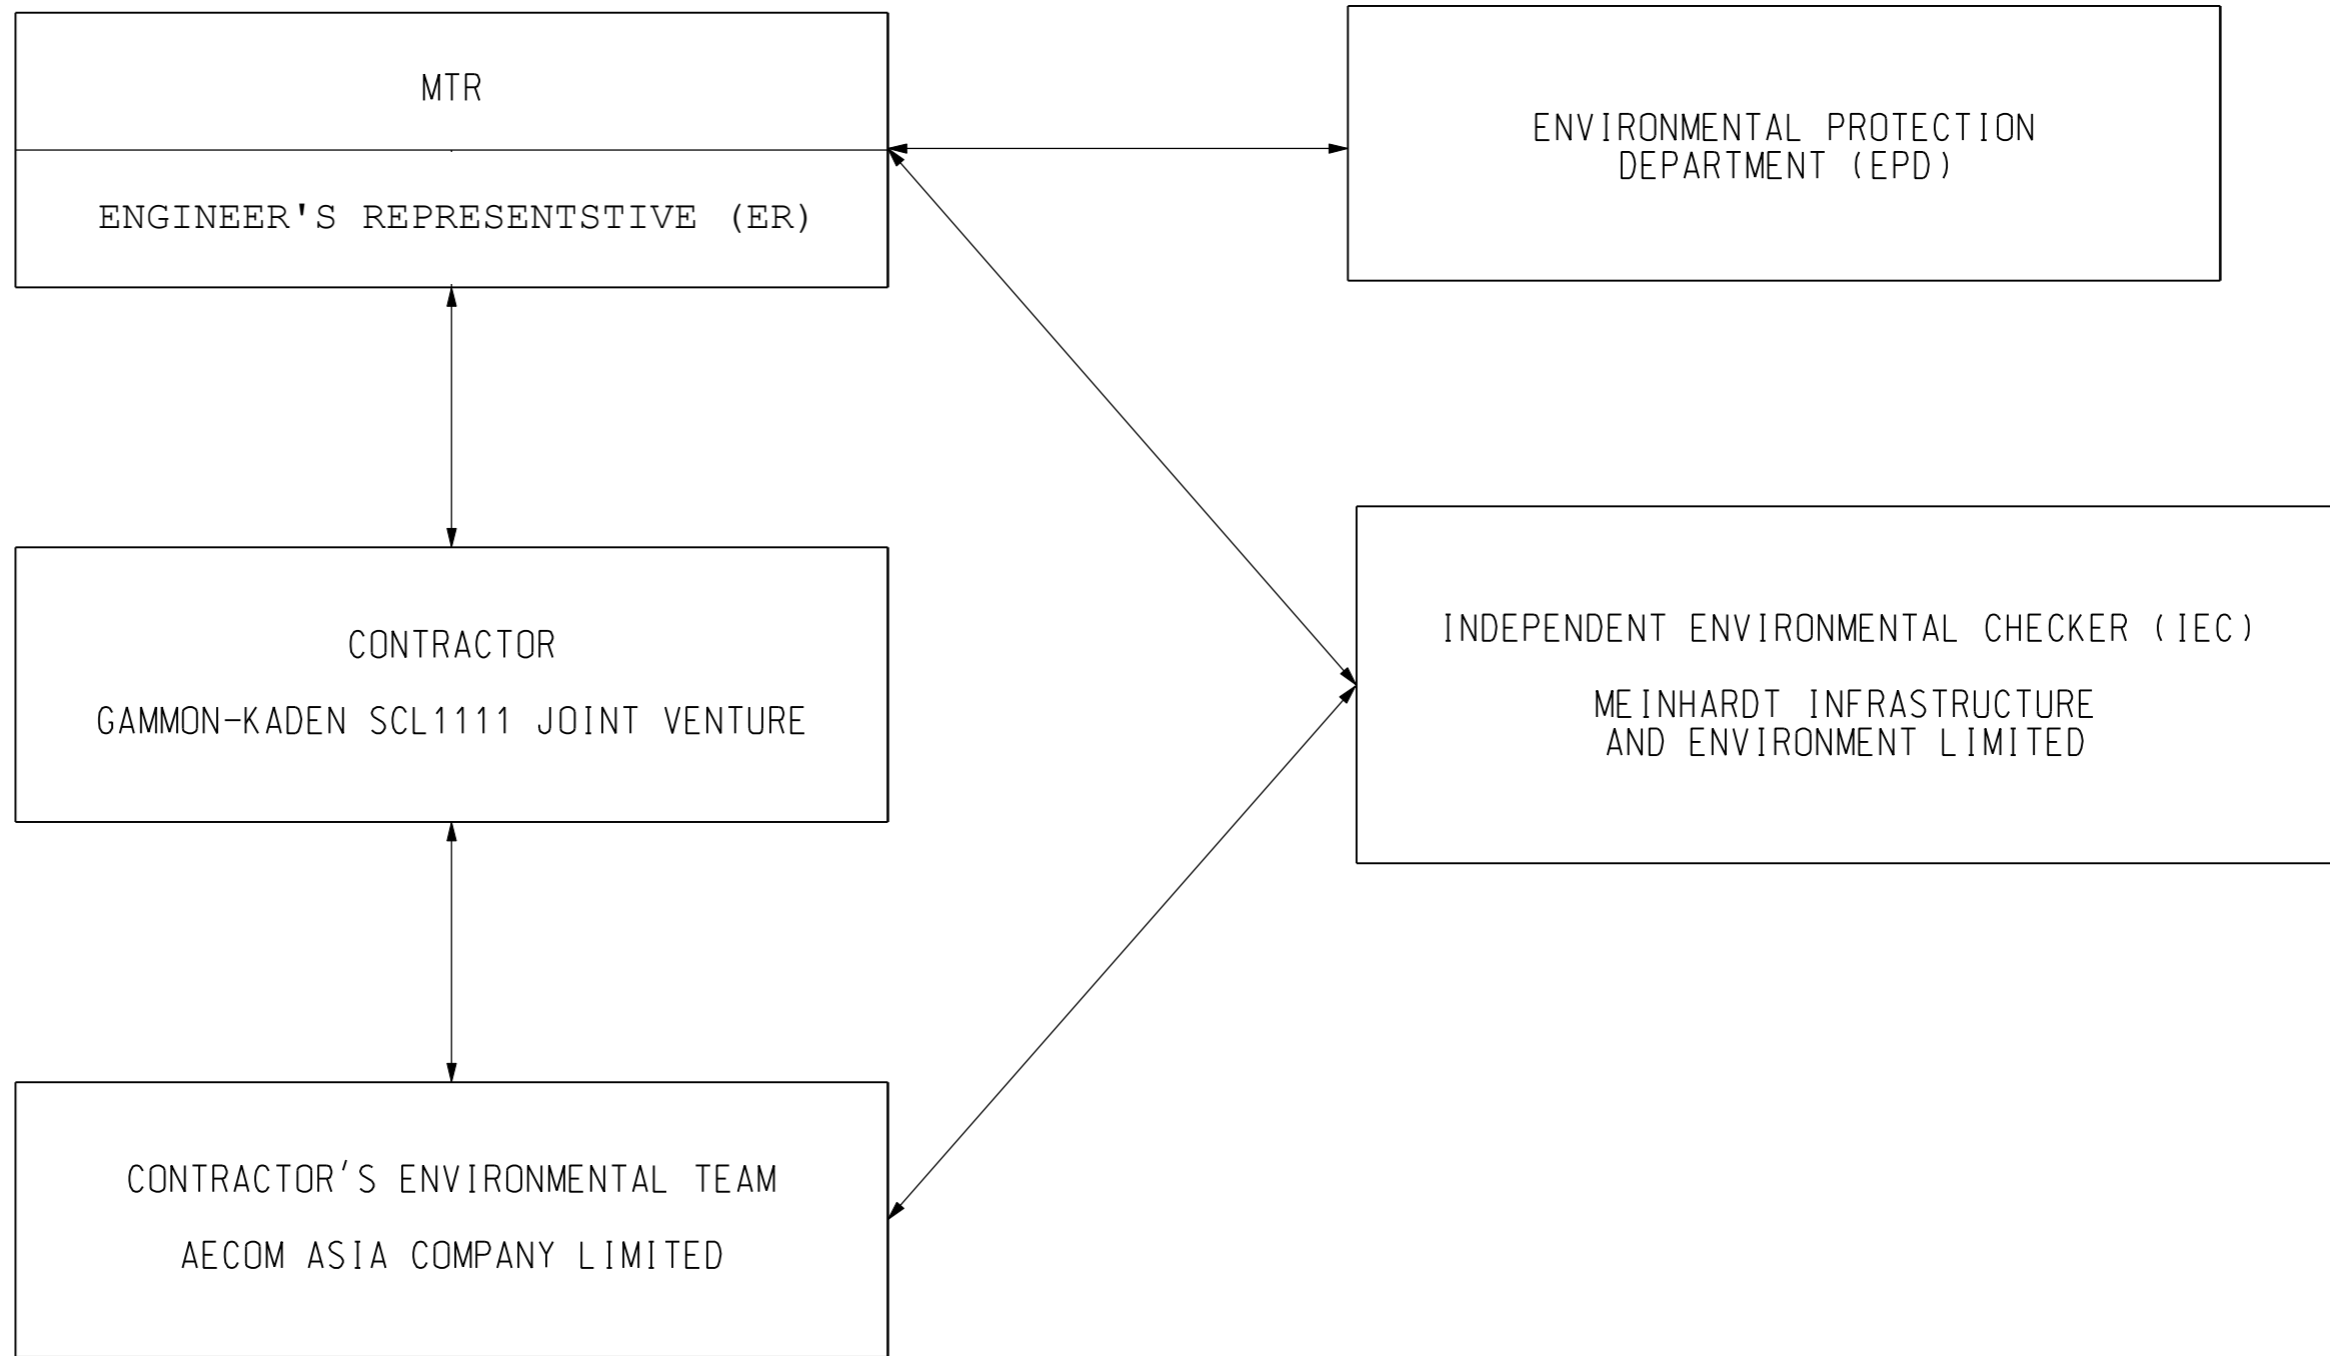 MTR
ENGINEER'S REPRESENTSTIVE (ER)
ENVIRONMENTAL PROTECTION
DEPARTMENT (EPD)
CONTRACTOR
GAMMON-KADEN SCL1111 JOINT VENTURE
INDEPENDENT ENVIRONMENTAL CHECKER (IEC)
MEINHARDT INFRASTRUCTURE
AND ENVIRONMENT LIMITED
CONTRACTOR'S ENVIRONMENTAL TEAM
AECOM ASIA COMPANY LIMITED